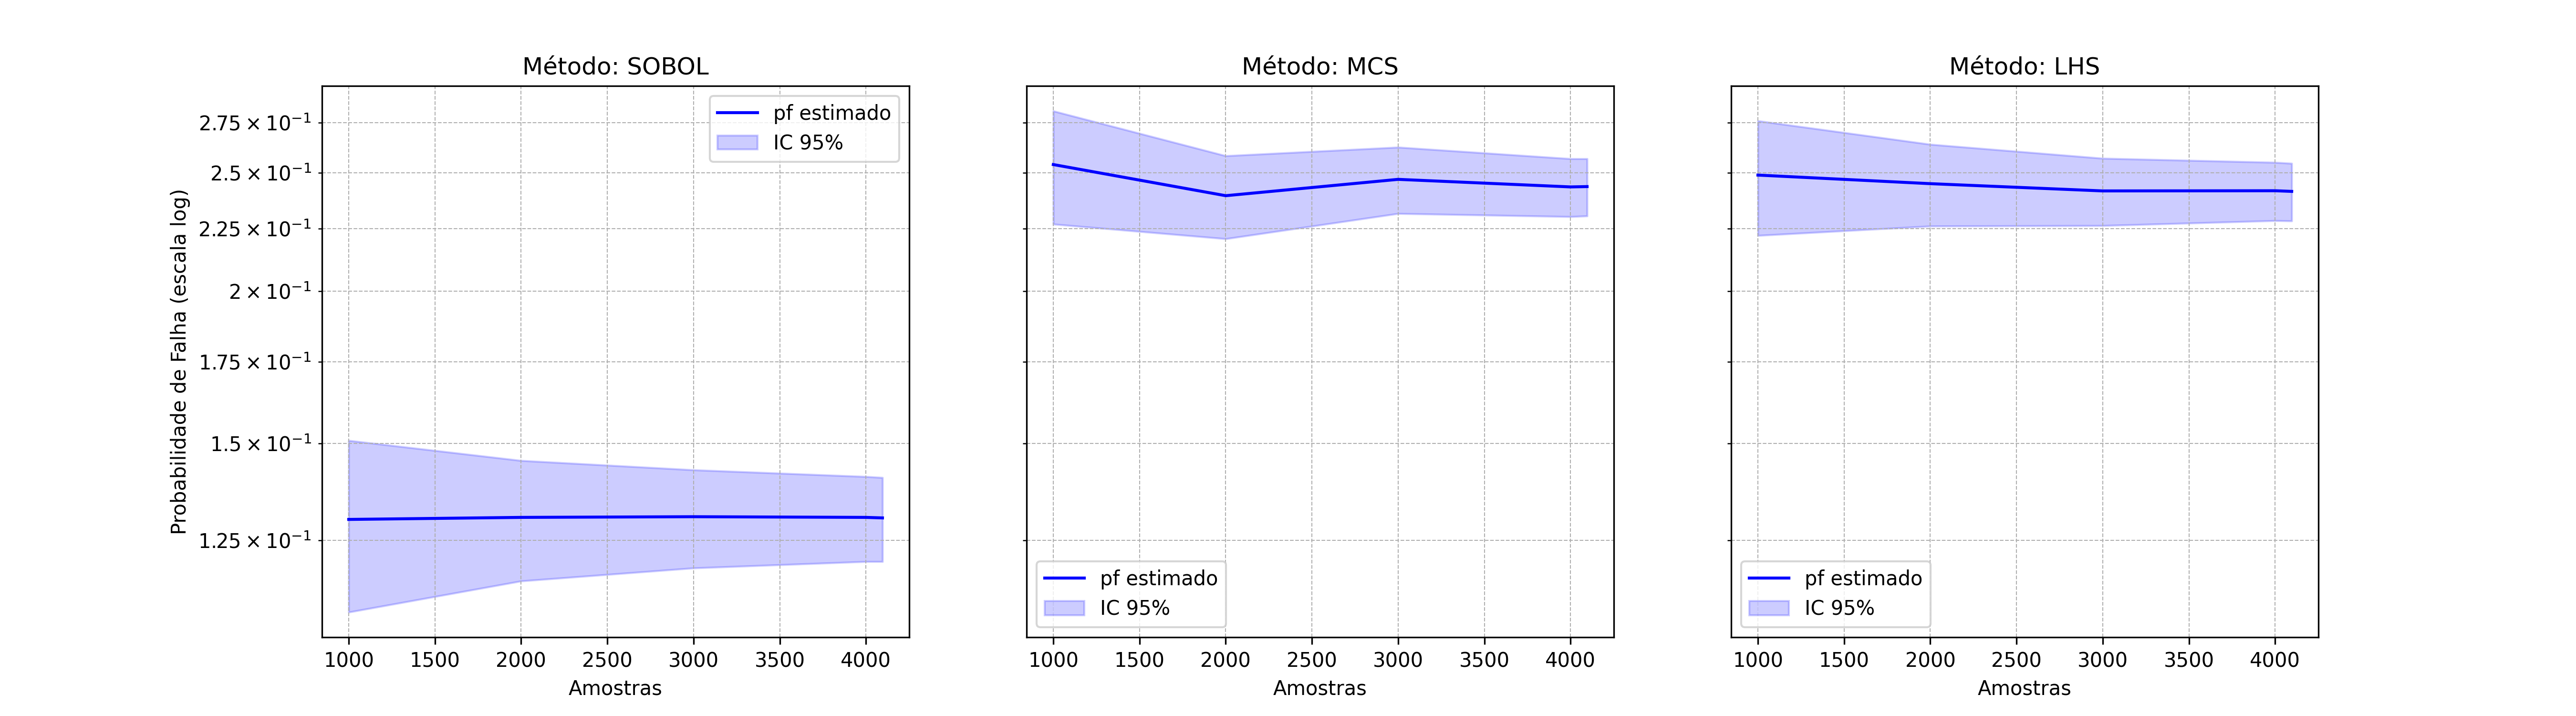 Método: SOBOL
Probabilidade de Falha (escala log)
2.75 × 10⁻¹
2.5 × 10⁻¹
2.25 × 10⁻¹
2 × 10⁻¹
1.75 × 10⁻¹
1.5 × 10⁻¹
1.25 × 10⁻¹
pf estimado
IC 95%
1000 1500 2000 2500 3000 3500 4000
Amostras
Método: MCS
pf estimado
IC 95%
1000 1500 2000 2500 3000 3500 4000
Amostras
Método: LHS
pf estimado
IC 95%
1000 1500 2000 2500 3000 3500 4000
Amostras